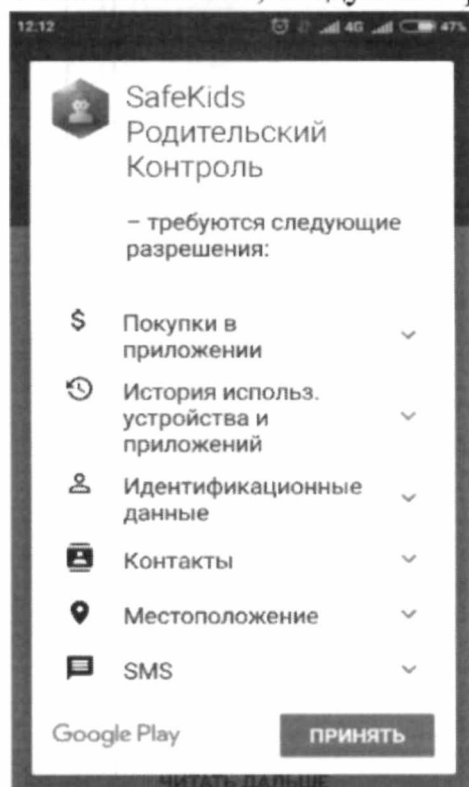 12.12 4G 47%
SafeKids
Родительский
Контроль
– требуются следующие
разрешения:
$ Покупки в
приложении
История использ.
устройства и
приложений
Идентификационные
данные
Контакты
Местоположение
SMS
Google Play ПРИНЯТЬ
ЧИТАТЬ ДАЛЬШЕ